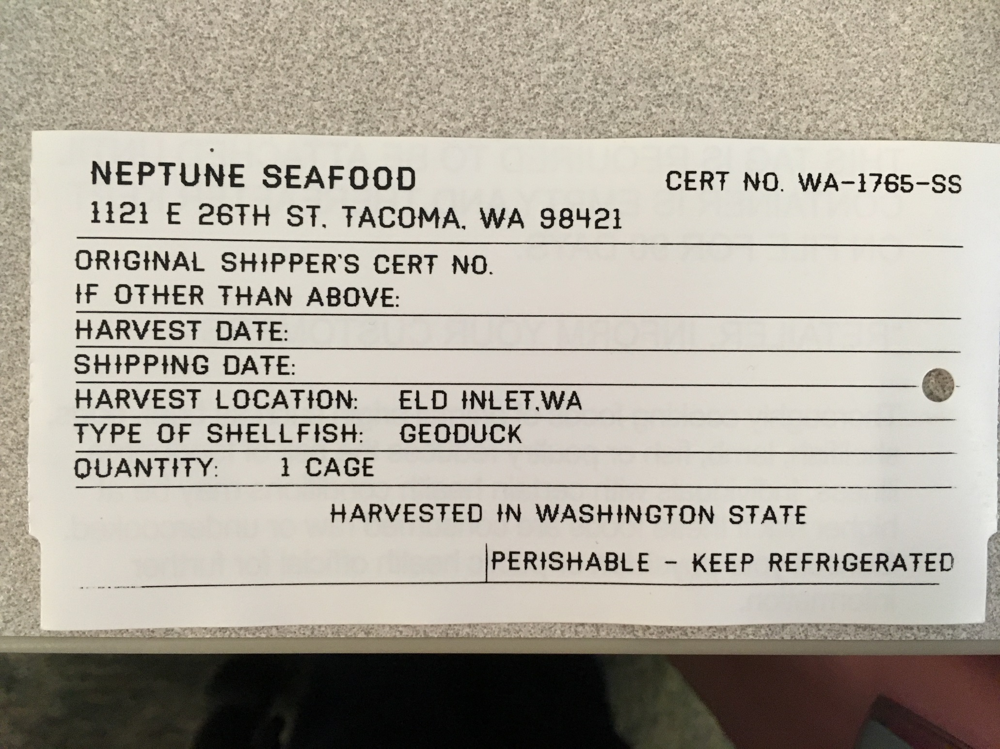 NEPTUNE SEAFOOD
CERT NO. WA-1765-SS
1121 E 26TH ST, TACOMA, WA 98421
ORIGINAL SHIPPER'S CERT NO.
IF OTHER THAN ABOVE:
HARVEST DATE:
SHIPPING DATE:
HARVEST LOCATION: ELD INLET,WA
TYPE OF SHELLFISH: GEODUCK
QUANTITY: 1 CAGE
HARVESTED IN WASHINGTON STATE
PERISHABLE - KEEP REFRIGERATED